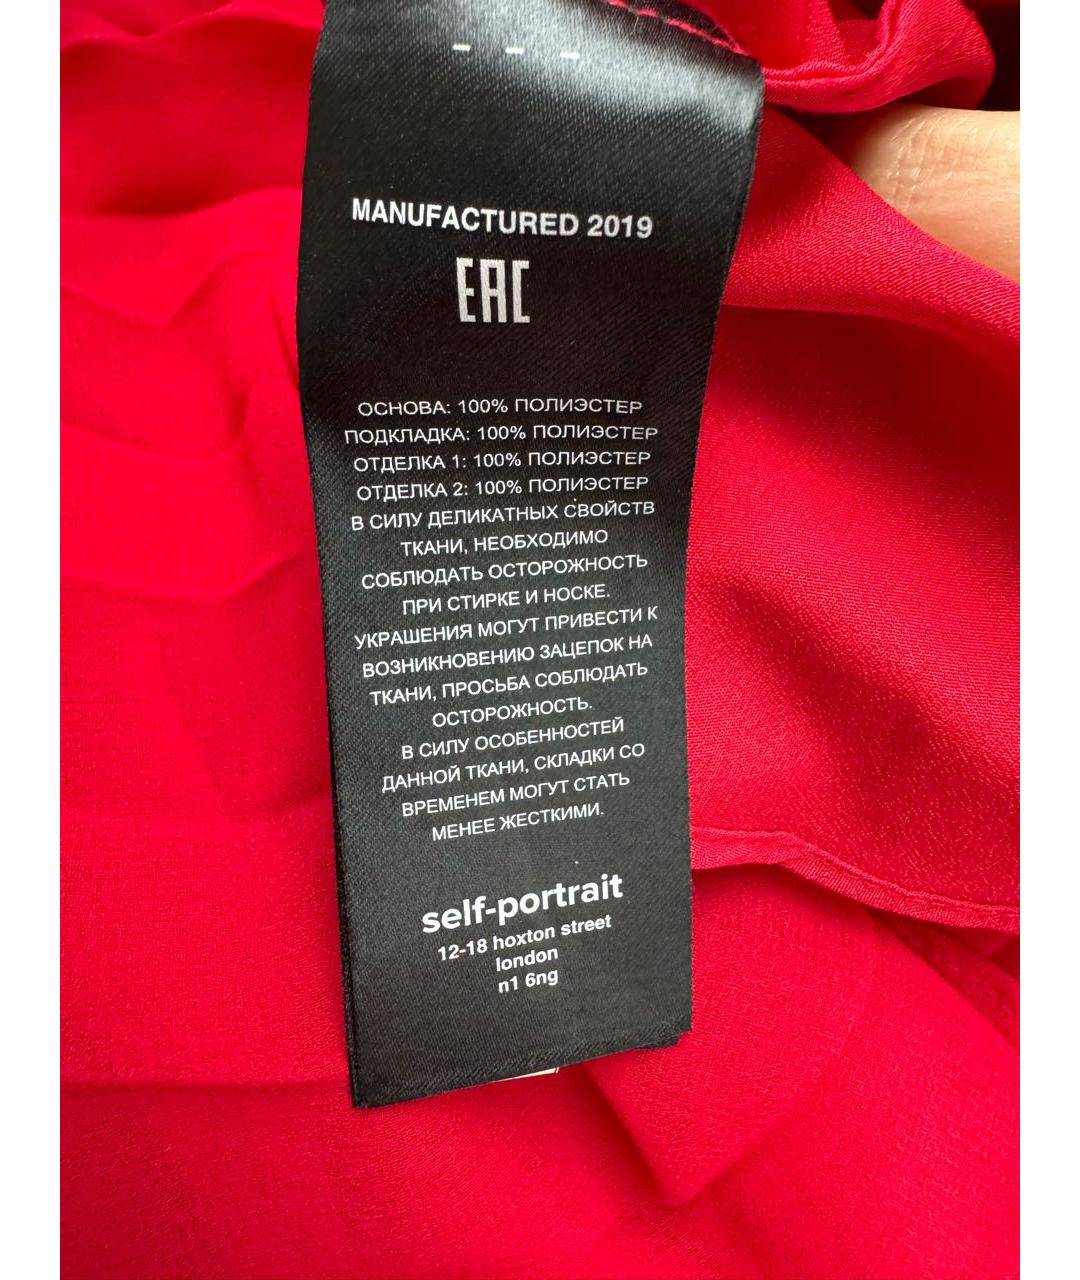 MANUFACTURED 2019
EAC
ОСНОВА: 100% ПОЛИЭСТЕР
ПОДКЛАДКА: 100% ПОЛИЭСТЕР
ОТДЕЛКА 1: 100% ПОЛИЭСТЕР
ОТДЕЛКА 2: 100% ПОЛИЭСТЕР
В СИЛУ ДЕЛИКАТНЫХ СВОЙСТВ
ТКАНИ, НЕОБХОДИМО
СОБЛЮДАТЬ ОСТОРОЖНОСТЬ
ПРИ СТИРКЕ И НОСКЕ.
УКРАШЕНИЯ МОГУТ ПРИВЕСТИ К
ВОЗНИКНОВЕНИЮ ЗАЦЕПОК НА
ТКАНИ, ПРОСЬБА СОБЛЮДАТЬ
ОСТОРОЖНОСТЬ.
В СИЛУ ОСОБЕННОСТЕЙ
ДАННОЙ ТКАНИ, СКЛАДКИ СО
ВРЕМЕНЕМ МОГУТ СТАТЬ
МЕНЕЕ ЖЕСТКИМИ.
self-portrait
12-18 hoxton street
london
n1 6ng